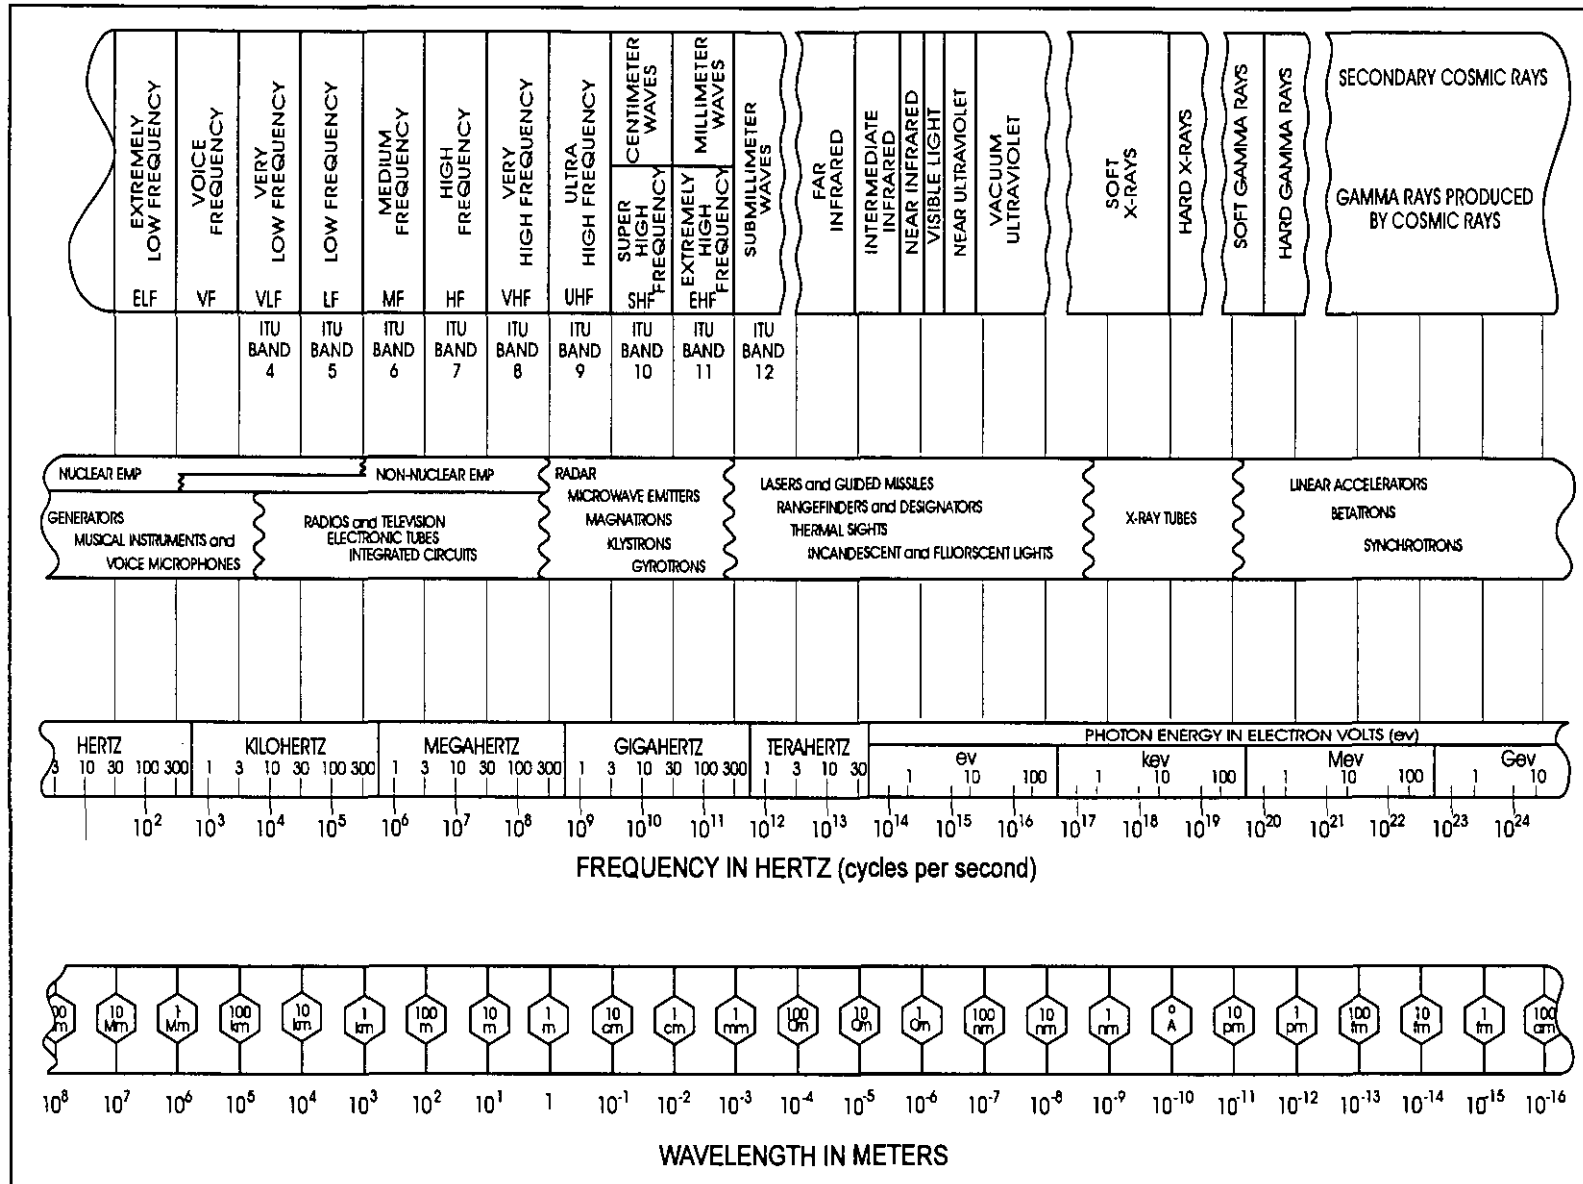 EXTREMELY
LOW FREQUENCY
ELF
VOICE
FREQUENCY
VF
VERY
LOW FREQUENCY
VLF
LOW FREQUENCY
LF
MEDIUM
FREQUENCY
MF
HIGH
FREQUENCY
HF
VERY
HIGH FREQUENCY
VHF
ULTRA
HIGH FREQUENCY
UHF
CENTIMETER
WAVES
SUPER
HIGH
FREQUENCY
SHF
MILLIMETER
WAVES
EXTREMELY
HIGH
FREQUENCY
EHF
SUBMILLIMETER
WAVES
FAR
INFRARED
INTERMEDIATE
INFRARED
NEAR INFRARED
VISIBLE LIGHT
NEAR ULTRAVIOLET
VACUUM
ULTRAVIOLET
SOFT
X-RAYS
HARD X-RAYS
SOFT GAMMA RAYS
HARD GAMMA RAYS
SECONDARY COSMIC RAYS
GAMMA RAYS PRODUCED
BY COSMIC RAYS
ITU
BAND
4
ITU
BAND
5
ITU
BAND
6
ITU
BAND
7
ITU
BAND
8
ITU
BAND
9
ITU
BAND
10
ITU
BAND
11
ITU
BAND
12
NUCLEAR EMP
NON-NUCLEAR EMP
GENERATORS
MUSICAL INSTRUMENTS and
VOICE MICROPHONES
RADIOS and TELEVISION
ELECTRONIC TUBES
INTEGRATED CIRCUITS
RADAR
MICROWAVE EMITTERS
MAGNATRONS
KLYSTRONS
GYROTRONS
LASERS and GUIDED MISSILES
RANGEFINDERS and DESIGNATORS
THERMAL SIGHTS
INCANDESCENT and FLUORSCENT LIGHTS
X-RAY TUBES
LINEAR ACCELERATORS
BETATRONS
SYNCHROTRONS
HERTZ
3 10 30 100 300
KILOHERTZ
1 3 10 30 100 300
MEGAHERTZ
1 3 10 30 100 300
GIGAHERTZ
1 3 10 30 100 300
TERAHERTZ
1 3 10 30
PHOTON ENERGY IN ELECTRON VOLTS (ev)
ev
1 10 100
kev
1 10 100
Mev
1 10 100
Gev
1 10
10² 10³ 10⁴ 10⁵ 10⁶ 10⁷ 10⁸ 10⁹ 10¹⁰ 10¹¹ 10¹² 10¹³ 10¹⁴ 10¹⁵ 10¹⁶ 10¹⁷ 10¹⁸ 10¹⁹ 10²⁰ 10²¹ 10²² 10²³ 10²⁴
FREQUENCY IN HERTZ (cycles per second)
00
m
10
Mm
1
Mm
100
km
10
km
1
km
100
m
10
m
1
m
10
cm
1
cm
1
mm
100
Om
10
Om
1
Om
100
nm
10
nm
1
nm
o
A
10
pm
1
pm
100
fm
10
fm
1
fm
100
am
10⁸ 10⁷ 10⁶ 10⁵ 10⁴ 10³ 10² 10¹ 1 10⁻¹ 10⁻² 10⁻³ 10⁻⁴ 10⁻⁵ 10⁻⁶ 10⁻⁷ 10⁻⁸ 10⁻⁹ 10⁻¹⁰ 10⁻¹¹ 10⁻¹² 10⁻¹³ 10⁻¹⁴ 10⁻¹⁵ 10⁻¹⁶
WAVELENGTH IN METERS